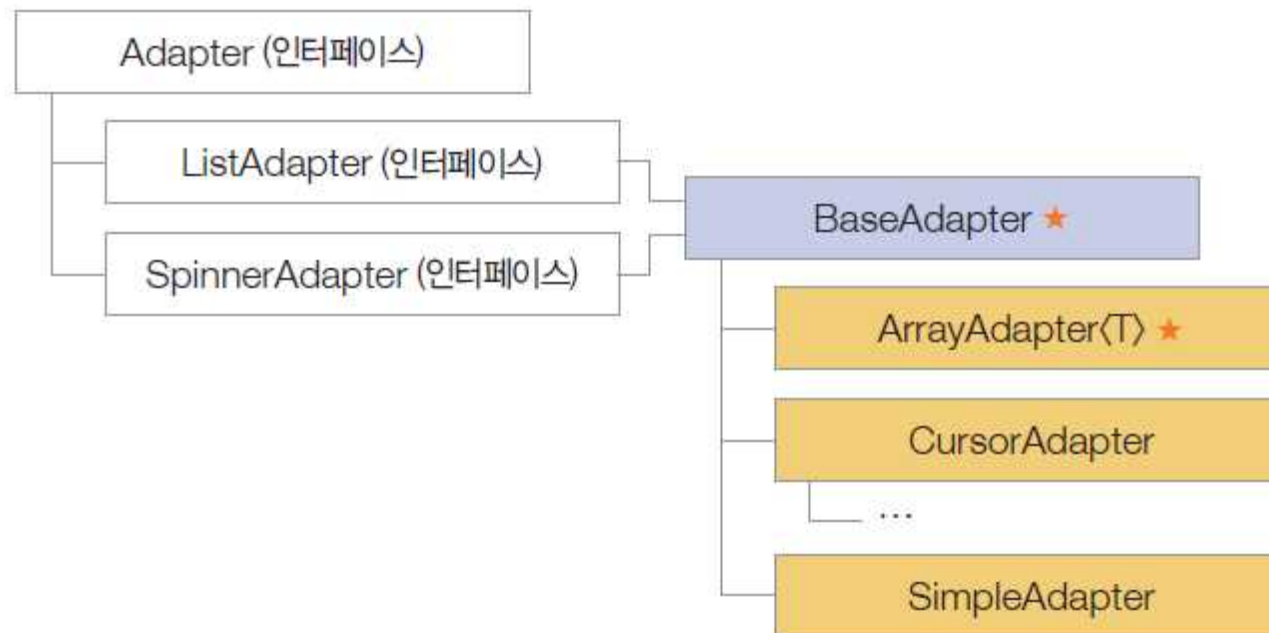 Adapter (인터페이스)
ListAdapter (인터페이스)
BaseAdapter ★
SpinnerAdapter (인터페이스)
ArrayAdapter〈T〉 ★
CursorAdapter
...
SimpleAdapter